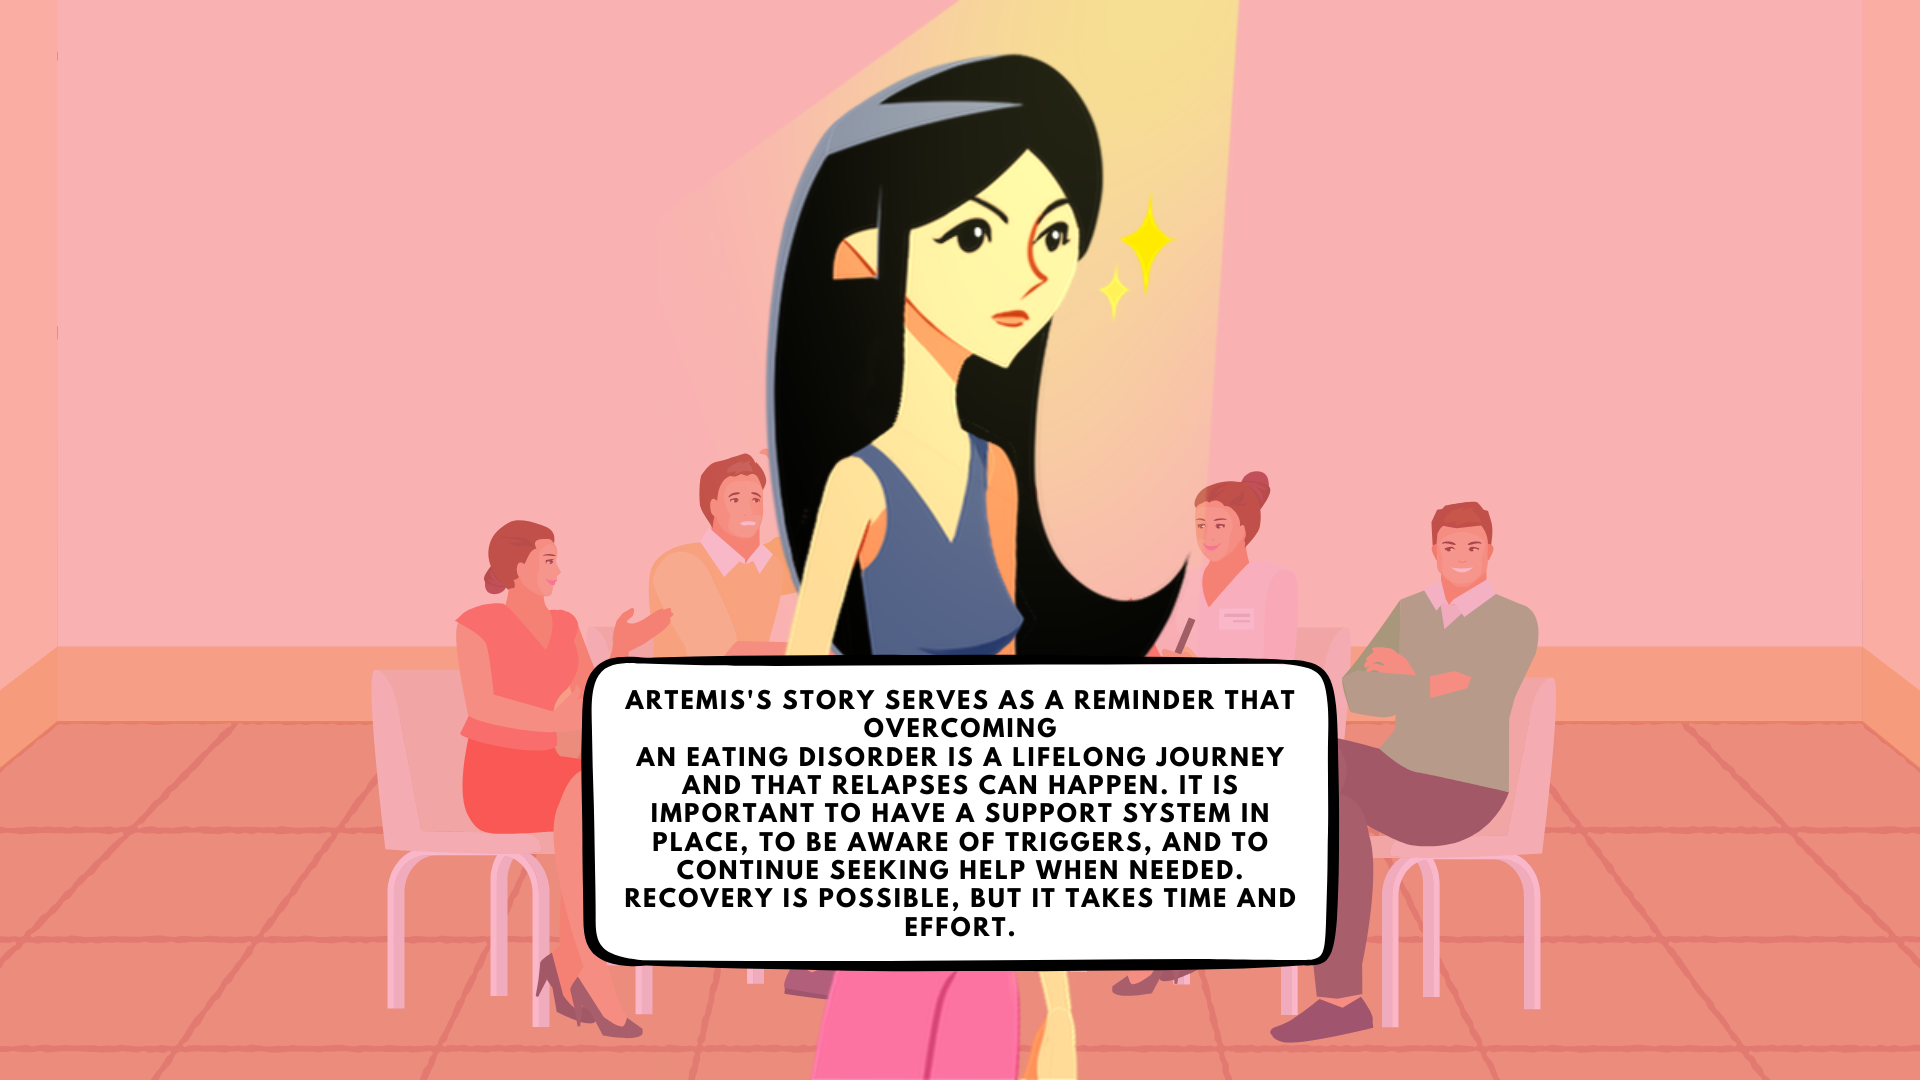 ARTEMIS'S STORY SERVES AS A REMINDER THAT
OVERCOMING
AN EATING DISORDER IS A LIFELONG JOURNEY
AND THAT RELAPSES CAN HAPPEN. IT IS
IMPORTANT TO HAVE A SUPPORT SYSTEM IN
PLACE, TO BE AWARE OF TRIGGERS, AND TO
CONTINUE SEEKING HELP WHEN NEEDED.
RECOVERY IS POSSIBLE, BUT IT TAKES TIME AND
EFFORT.